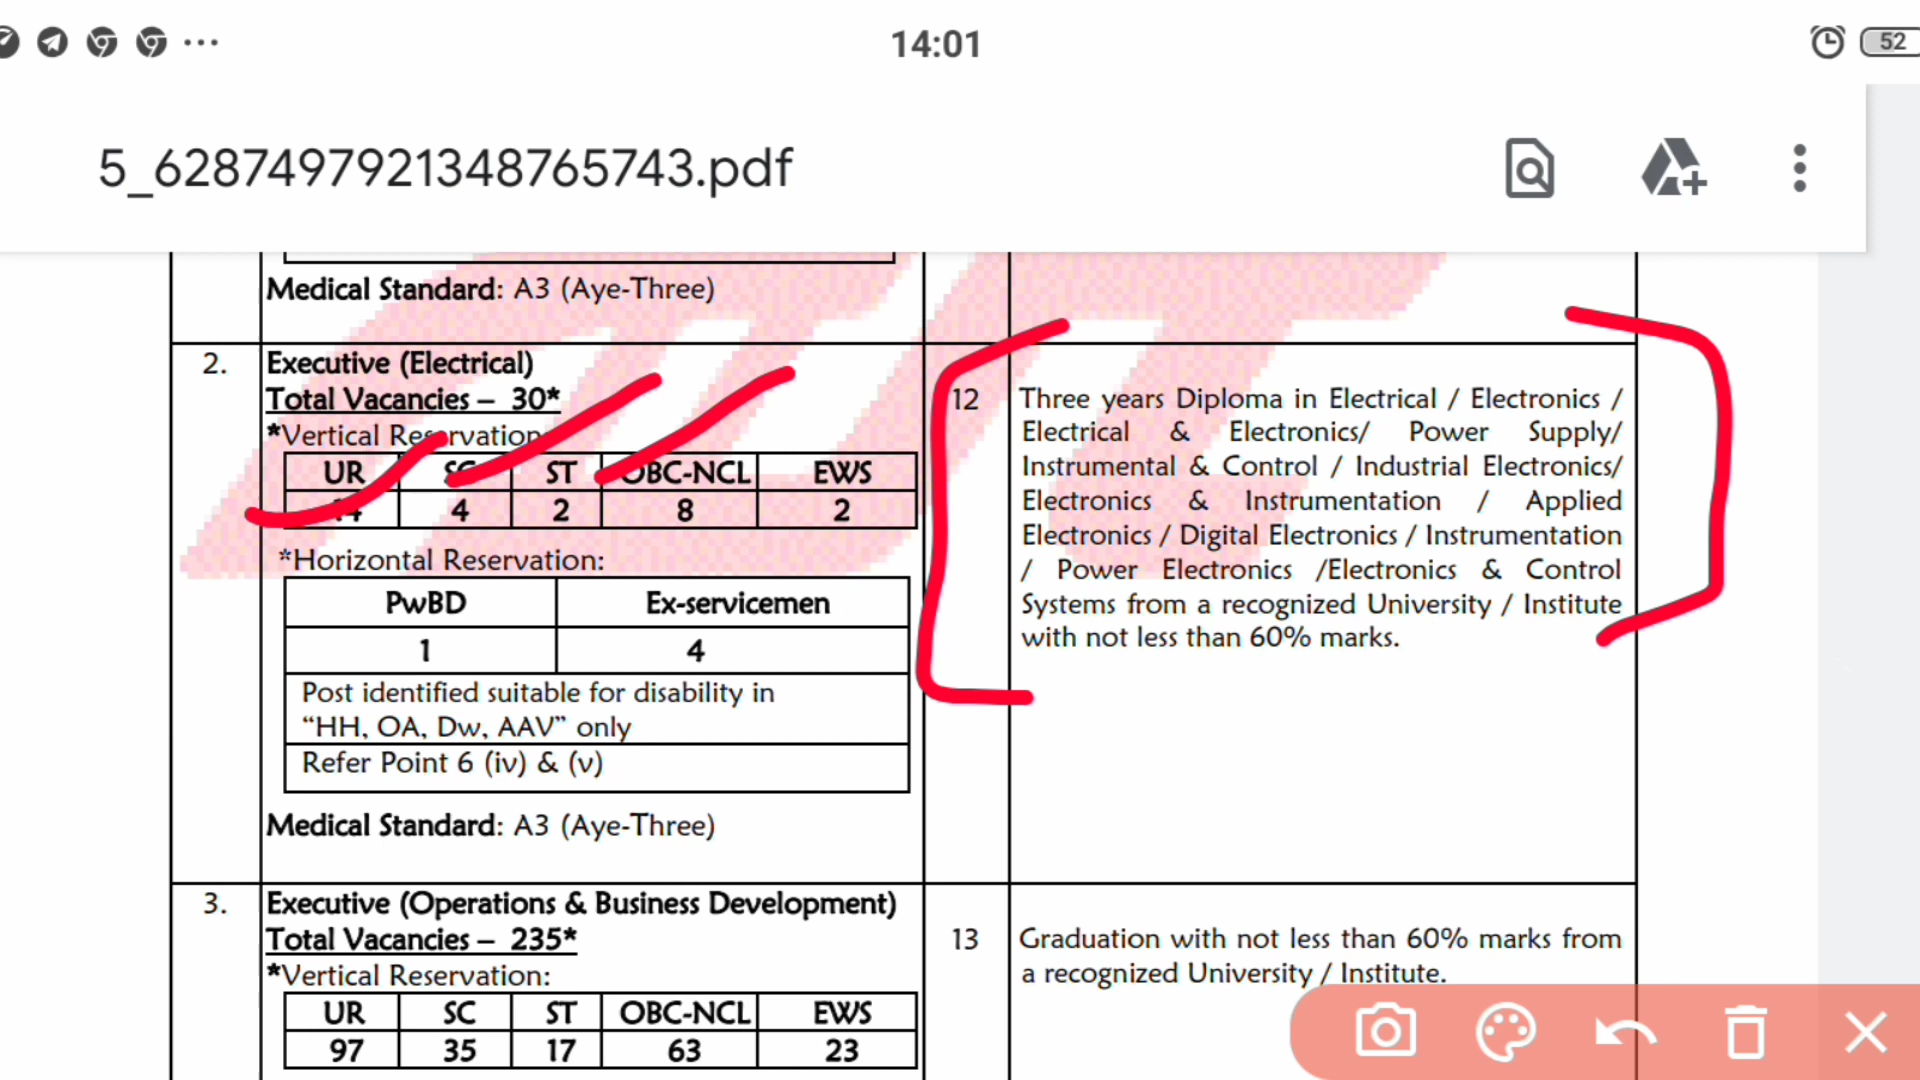 14:01
52
5_6287497921348765743.pdf
Medical Standard: A3 (Aye-Three)
2.
Executive (Electrical)
Total Vacancies – 30*
*Vertical Reservation
UR SC ST OBC-NCL EWS
14 4 2 8 2
*Horizontal Reservation:
PwBD Ex-servicemen
1 4
Post identified suitable for disability in
“HH, OA, Dw, AAV” only
Refer Point 6 (iv) & (v)
Medical Standard: A3 (Aye-Three)
12
Three years Diploma in Electrical / Electronics /
Electrical & Electronics/ Power Supply/
Instrumental & Control / Industrial Electronics/
Electronics & Instrumentation / Applied
Electronics / Digital Electronics / Instrumentation
/ Power Electronics /Electronics & Control
Systems from a recognized University / Institute
with not less than 60% marks.
3.
Executive (Operations & Business Development)
Total Vacancies – 235*
*Vertical Reservation:
UR SC ST OBC-NCL EWS
97 35 17 63 23
13
Graduation with not less than 60% marks from
a recognized University / Institute.